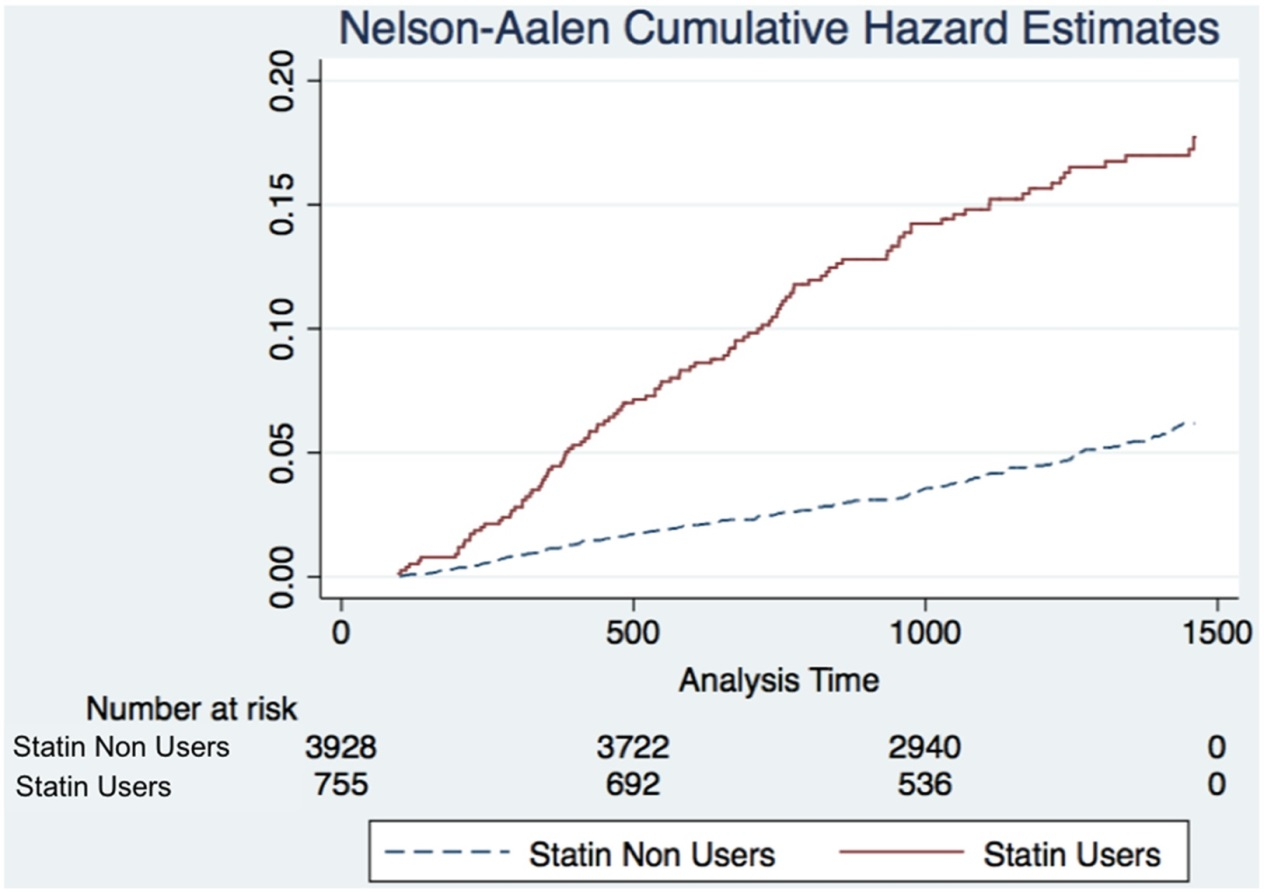 Nelson-Aalen Cumulative Hazard Estimates
0.20
0.15
0.10
0.05
0.00
0 500 1000 1500
Analysis Time
Number at risk
Statin Non Users 3928 3722 2940 0
Statin Users 755 692 536 0
Statin Non Users Statin Users